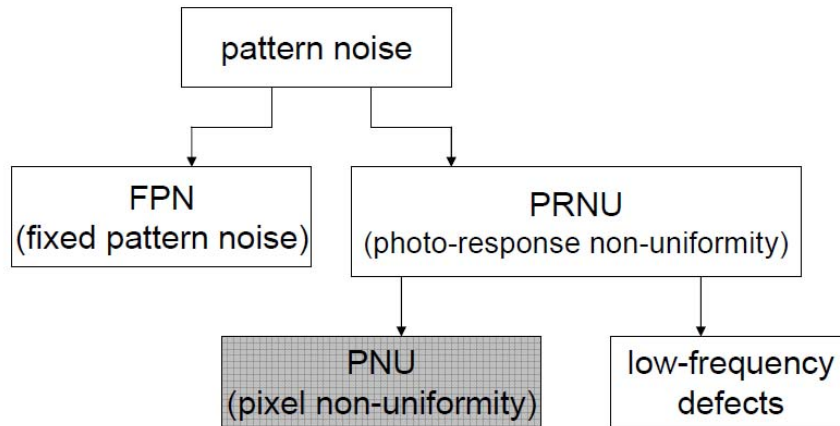 pattern noise
FPN
(fixed pattern noise)
PRNU
(photo-response non-uniformity)
PNU
(pixel non-uniformity)
low-frequency
defects